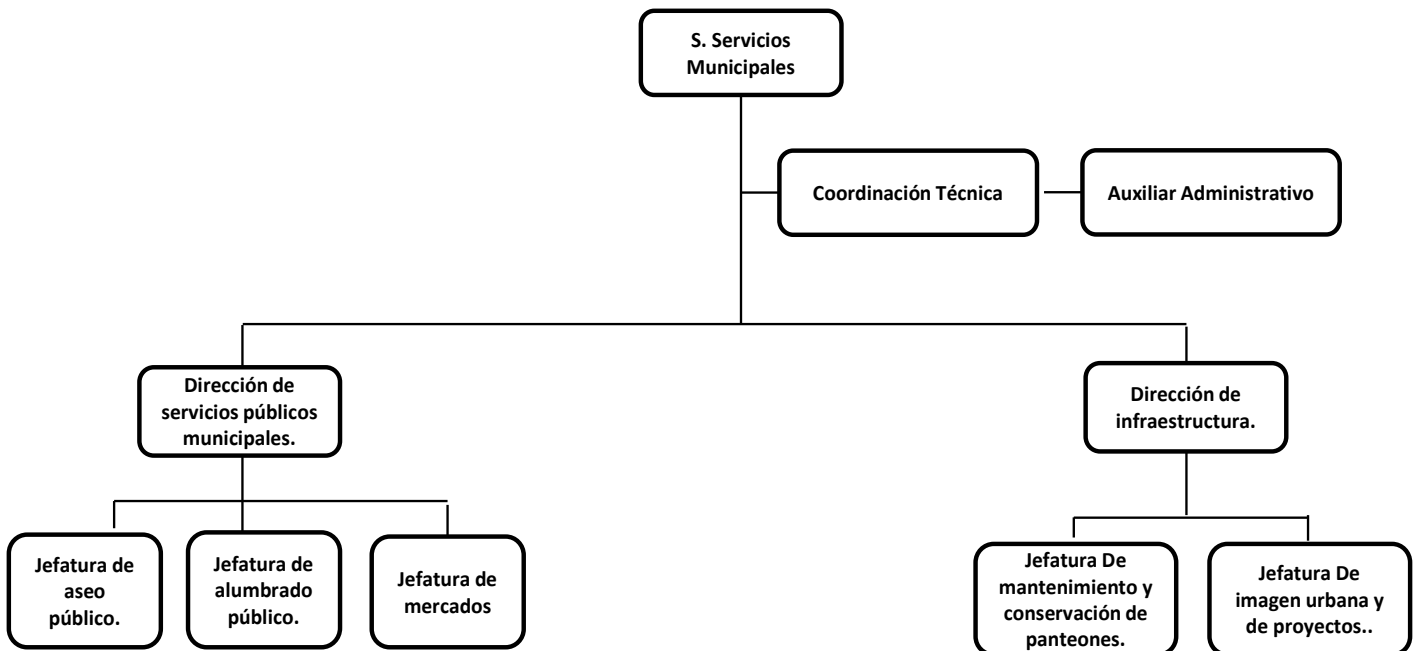 S. Servicios
Municipales
Coordinación Técnica
Auxiliar Administrativo
Dirección de
servicios públicos
municipales.
Dirección de
infraestructura.
Jefatura de
aseo
público.
Jefatura de
alumbrado
público.
Jefatura de
mercados
Jefatura De
mantenimiento y
conservación de
panteones.
Jefatura De
imagen urbana y
de proyectos..